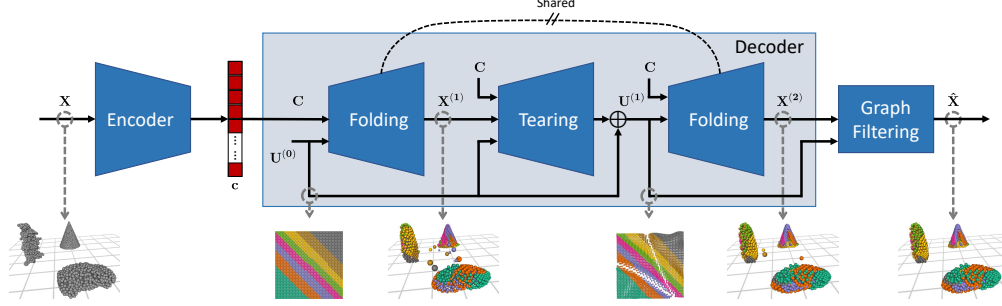 Shared
Decoder
X
Encoder
c
C
U(0)
Folding
X(1)
C
Tearing
U(1)
C
Folding
X(2)
Graph
Filtering
X̂